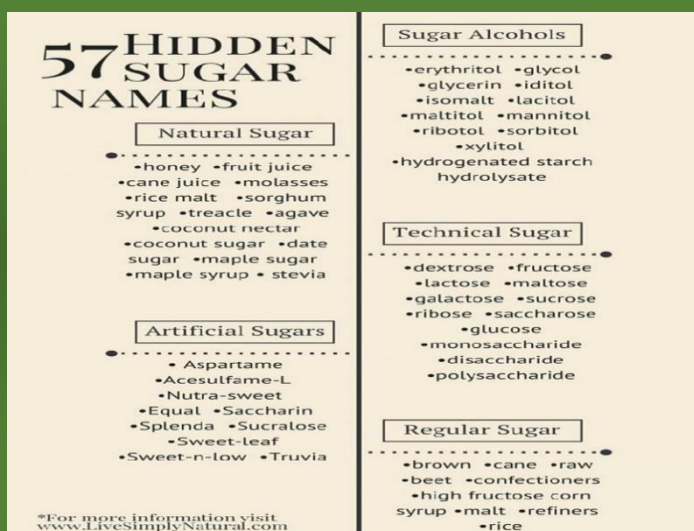 57 HIDDEN
SUGAR
NAMES
Natural Sugar
•honey •fruit juice
•cane juice •molasses
•rice malt •sorghum
syrup •treacle •agave
•coconut nectar
•coconut sugar •date
sugar •maple sugar
•maple syrup • stevia
Artificial Sugars
• Aspartame
•Acesulfame-L
•Nutra-sweet
•Equal •Saccharin
•Splenda •Sucralose
•Sweet-leaf
•Sweet-n-low •Truvia
*For more information visit
www.LiveSimplyNatural.com
Sugar Alcohols
•erythritol •glycol
•glycerin •iditol
•isomalt •lacitol
•maltitol •mannitol
•ribotol •sorbitol
•xylitol
•hydrogenated starch
hydrolysate
Technical Sugar
•dextrose •fructose
•lactose •maltose
•galactose •sucrose
•ribose •saccharose
•glucose
•monosaccharide
•disaccharide
•polysaccharide
Regular Sugar
•brown •cane •raw
•beet •confectioners
•high fructose corn
syrup •malt •refiners
•rice